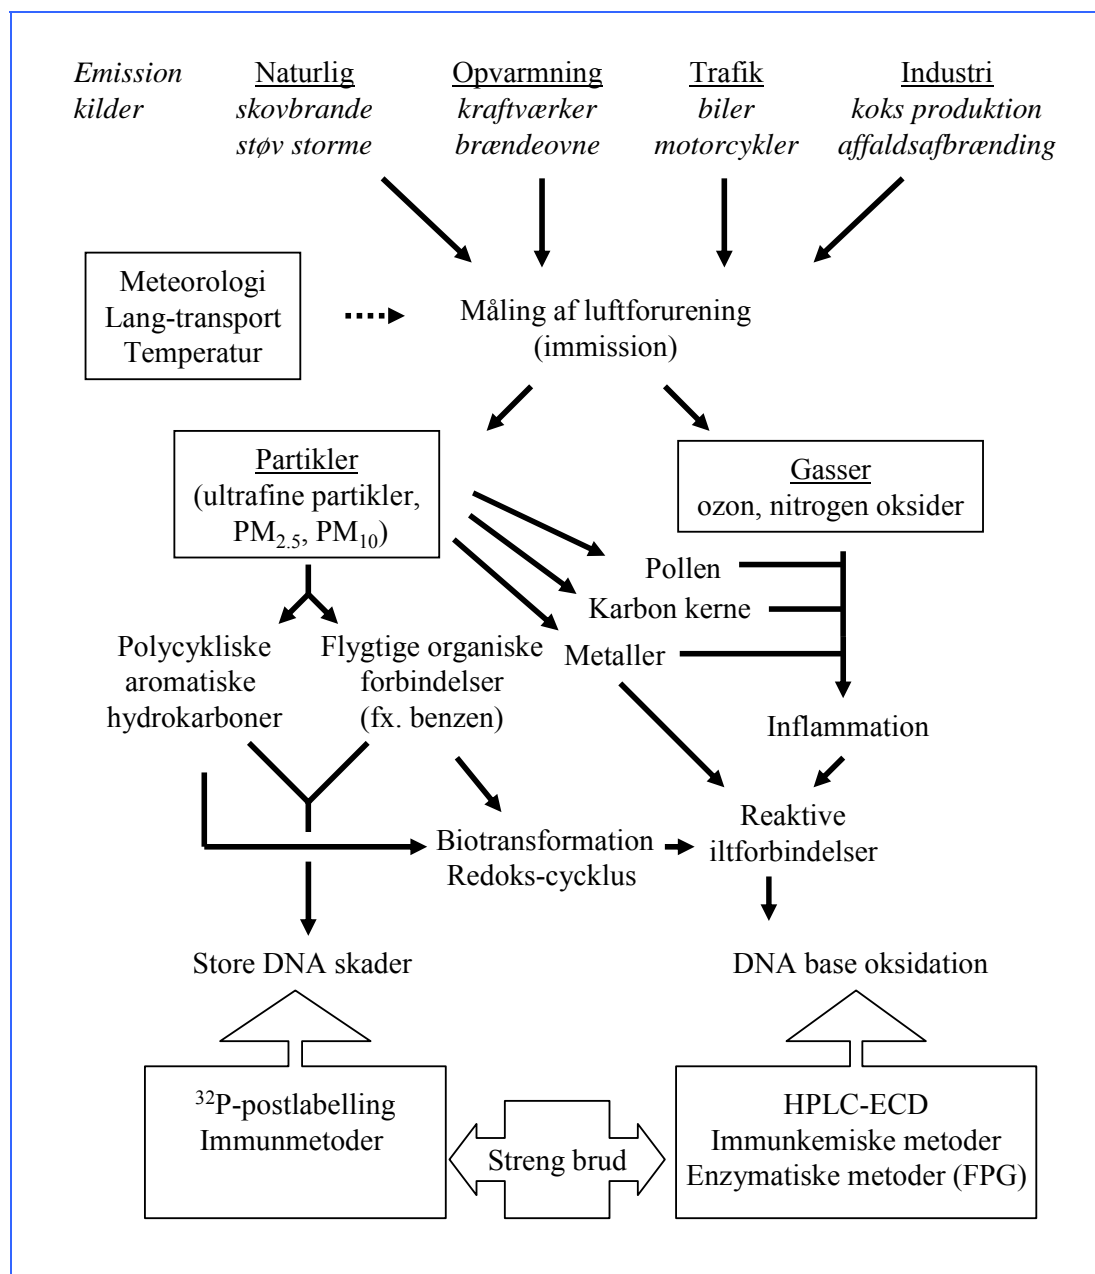 Emission
kilder
Naturlig
skovbrande
støv storme
Opvarmning
kraftværker
brændeovne
Trafik
biler
motorcykler
Industri
koks produktion
affaldsafbrænding
Meteorologi
Lang-transport
Temperatur
Måling af luftforurening
(immission)
Partikler
(ultrafine partikler,
PM2.5, PM10)
Gasser
ozon, nitrogen oksider
Pollen
Karbon kerne
Metaller
Polycykliske
aromatiske
hydrokarboner
Flygtige organiske
forbindelser
(fx. benzen)
Inflammation
Biotransformation
Redoks-cycklus
Reaktive
iltforbindelser
Store DNA skader
DNA base oksidation
32P-postlabelling
Immunmetoder
Streng brud
HPLC-ECD
Immunkemiske metoder
Enzymatiske metoder (FPG)